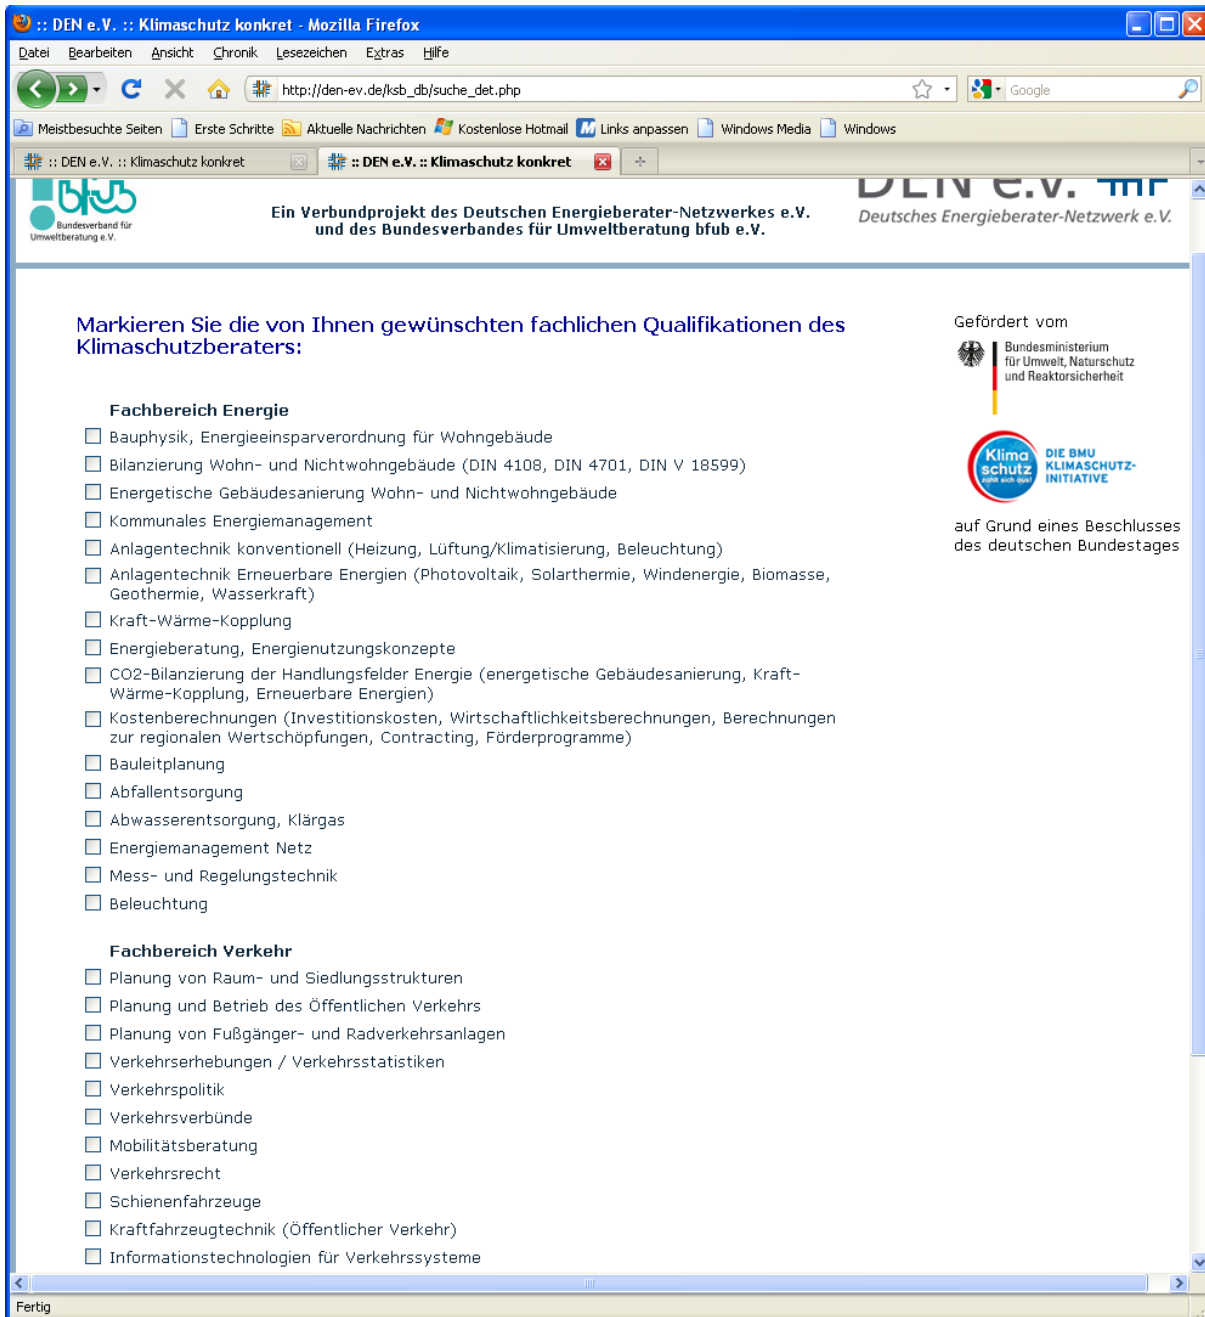 :: DEN e.V. :: Klimaschutz konkret - Mozilla Firefox
Datei Bearbeiten Ansicht Chronik Lesezeichen Extras Hilfe
http://den-ev.de/ksb_db/suche_det.php
Google
Meistbesuchte Seiten Erste Schritte Aktuelle Nachrichten Kostenlose Hotmail Links anpassen Windows Media Windows
:: DEN e.V. :: Klimaschutz konkret :: DEN e.V. :: Klimaschutz konkret
bfub
Bundesverband für
Umweltberatung e.V.
Ein Verbundprojekt des Deutschen Energieberater-Netzwerkes e.V.
und des Bundesverbandes für Umweltberatung bfub e.V.
DEN e.V.
Deutsches Energieberater-Netzwerk e.V.
Markieren Sie die von Ihnen gewünschten fachlichen Qualifikationen des
Klimaschutzberaters:
Fachbereich Energie
Bauphysik, Energieeinsparverordnung für Wohngebäude
Bilanzierung Wohn- und Nichtwohngebäude (DIN 4108, DIN 4701, DIN V 18599)
Energetische Gebäudesanierung Wohn- und Nichtwohngebäude
Kommunales Energiemanagement
Anlagentechnik konventionell (Heizung, Lüftung/Klimatisierung, Beleuchtung)
Anlagentechnik Erneuerbare Energien (Photovoltaik, Solarthermie, Windenergie, Biomasse,
Geothermie, Wasserkraft)
Kraft-Wärme-Kopplung
Energieberatung, Energienutzungskonzepte
CO2-Bilanzierung der Handlungsfelder Energie (energetische Gebäudesanierung, Kraft-
Wärme-Kopplung, Erneuerbare Energien)
Kostenberechnungen (Investitionskosten, Wirtschaftlichkeitsberechnungen, Berechnungen
zur regionalen Wertschöpfungen, Contracting, Förderprogramme)
Bauleitplanung
Abfallentsorgung
Abwasserentsorgung, Klärgas
Energiemanagement Netz
Mess- und Regelungstechnik
Beleuchtung
Fachbereich Verkehr
Planung von Raum- und Siedlungsstrukturen
Planung und Betrieb des Öffentlichen Verkehrs
Planung von Fußgänger- und Radverkehrsanlagen
Verkehrserhebungen / Verkehrsstatistiken
Verkehrspolitik
Verkehrsverbünde
Mobilitätsberatung
Verkehrsrecht
Schienenfahrzeuge
Kraftfahrzeugtechnik (Öffentlicher Verkehr)
Informationstechnologien für Verkehrssysteme
Gefördert vom
Bundesministerium
für Umwelt, Naturschutz
und Reaktorsicherheit
Klima
schutz
zahlt sich aus!
DIE BMU
KLIMASCHUTZ-
INITIATIVE
auf Grund eines Beschlusses
des deutschen Bundestages
Fertig